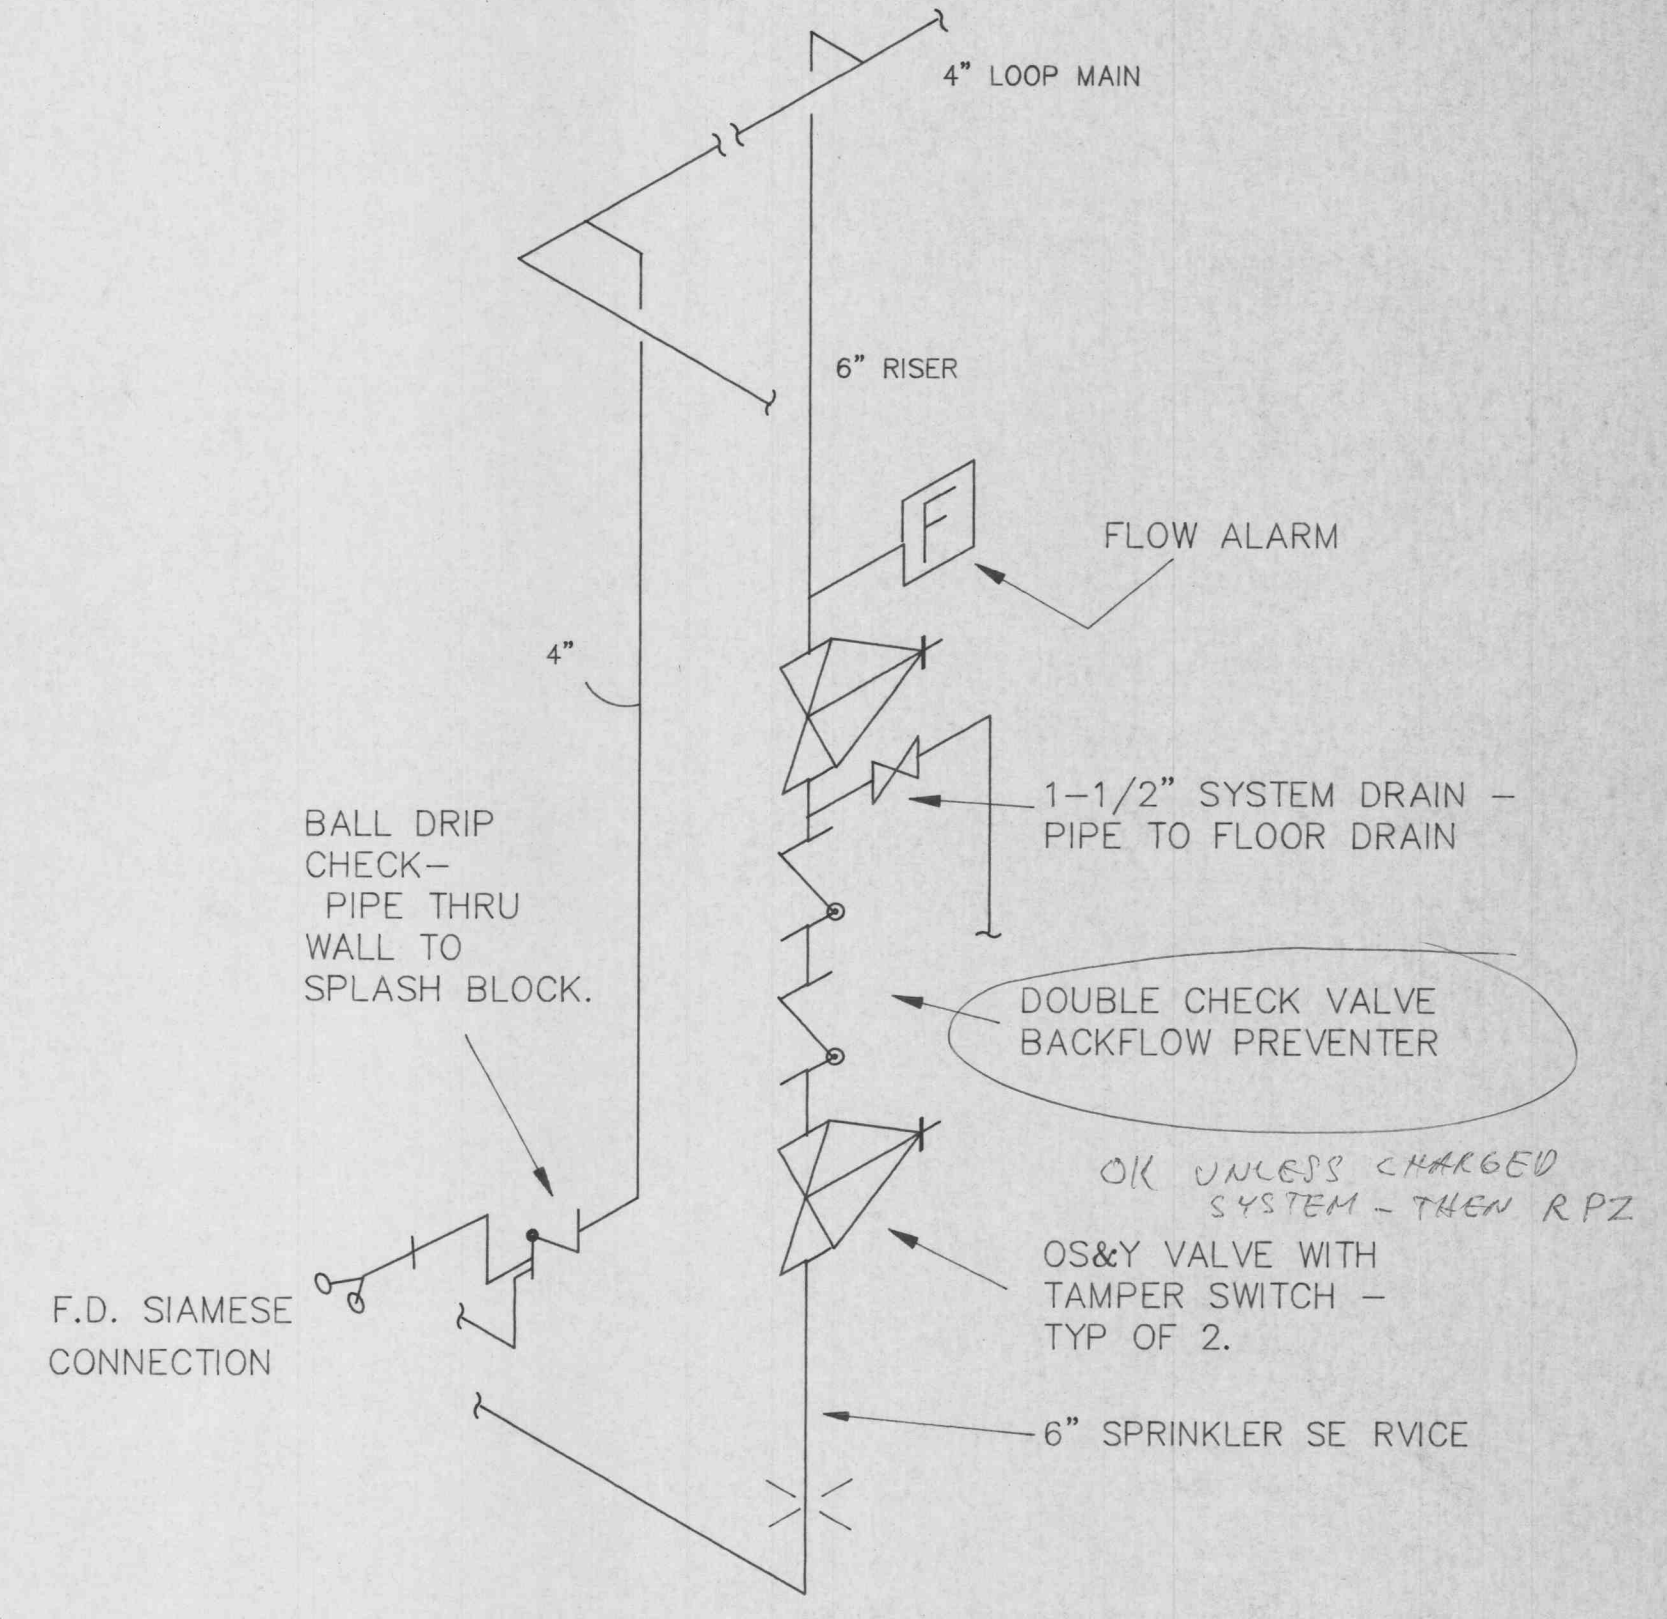 4” LOOP MAIN
6” RISER
F
FLOW ALARM
4”
1-1/2” SYSTEM DRAIN –
PIPE TO FLOOR DRAIN
BALL DRIP
CHECK–
PIPE THRU
WALL TO
SPLASH BLOCK.
DOUBLE CHECK VALVE
BACKFLOW PREVENTER
OK UNLESS CHARGED
SYSTEM – THEN RPZ
OS&Y VALVE WITH
TAMPER SWITCH –
TYP OF 2.
F.D. SIAMESE
CONNECTION
6” SPRINKLER SE RVICE